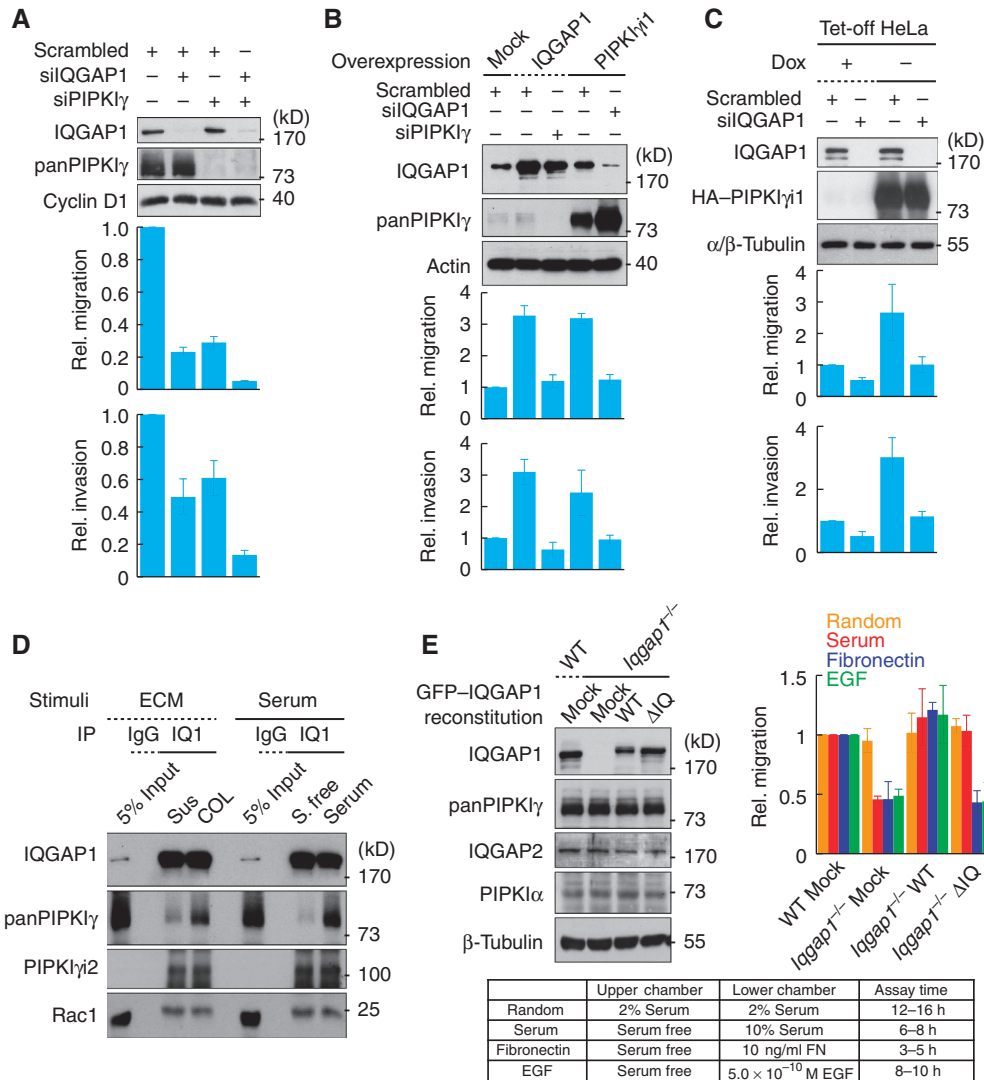 A
Scrambled + – + –
siIQGAP1 – + – +
siPIPKIγ – – + +
(kD)
IQGAP1 170
panPIPKIγ 73
Cyclin D1 40
Rel. migration
1.0
0.8
0.6
0.4
0.2
0
Rel. invasion
1.0
0.8
0.6
0.4
0.2
0
B
Overexpression Mock IQGAP1 PIPKIγi1
Scrambled + + – + –
siIQGAP1 – – – – +
siPIPKIγ – – + – –
(kD)
IQGAP1 170
panPIPKIγ 73
Actin 40
Rel. migration
4
3
2
1
0
Rel. invasion
4
3
2
1
0
C
Tet-off HeLa
Dox + –
Scrambled + – + –
siIQGAP1 – + – +
(kD)
IQGAP1 170
HA–PIPKIγi1 73
α/β-Tubulin 55
Rel. migration
4
3
2
1
0
Rel. invasion
4
2
0
D
Stimuli ECM Serum
IP IgG IQ1 IgG IQ1
5% Input Sus COL 5% Input S. free Serum
(kD)
IQGAP1 170
panPIPKIγ 73
PIPKIγi2 100
Rac1 25
E
WT Iqgap1–/–
GFP–IQGAP1
reconstitution Mock Mock WT ΔIQ
(kD)
IQGAP1 170
panPIPKIγ 73
IQGAP2 170
PIPKIα 73
β-Tubulin 55
Random
Serum
Fibronectin
EGF
Rel. migration
1.5
1.0
0.5
0
WT Mock
Iqgap1–/– Mock
Iqgap1–/– WT
Iqgap1–/– ΔIQ
Upper chamber Lower chamber Assay time
Random 2% Serum 2% Serum 12–16 h
Serum Serum free 10% Serum 6–8 h
Fibronectin Serum free 10 ng/ml FN 3–5 h
EGF Serum free 5.0 × 10–10 M EGF 8–10 h